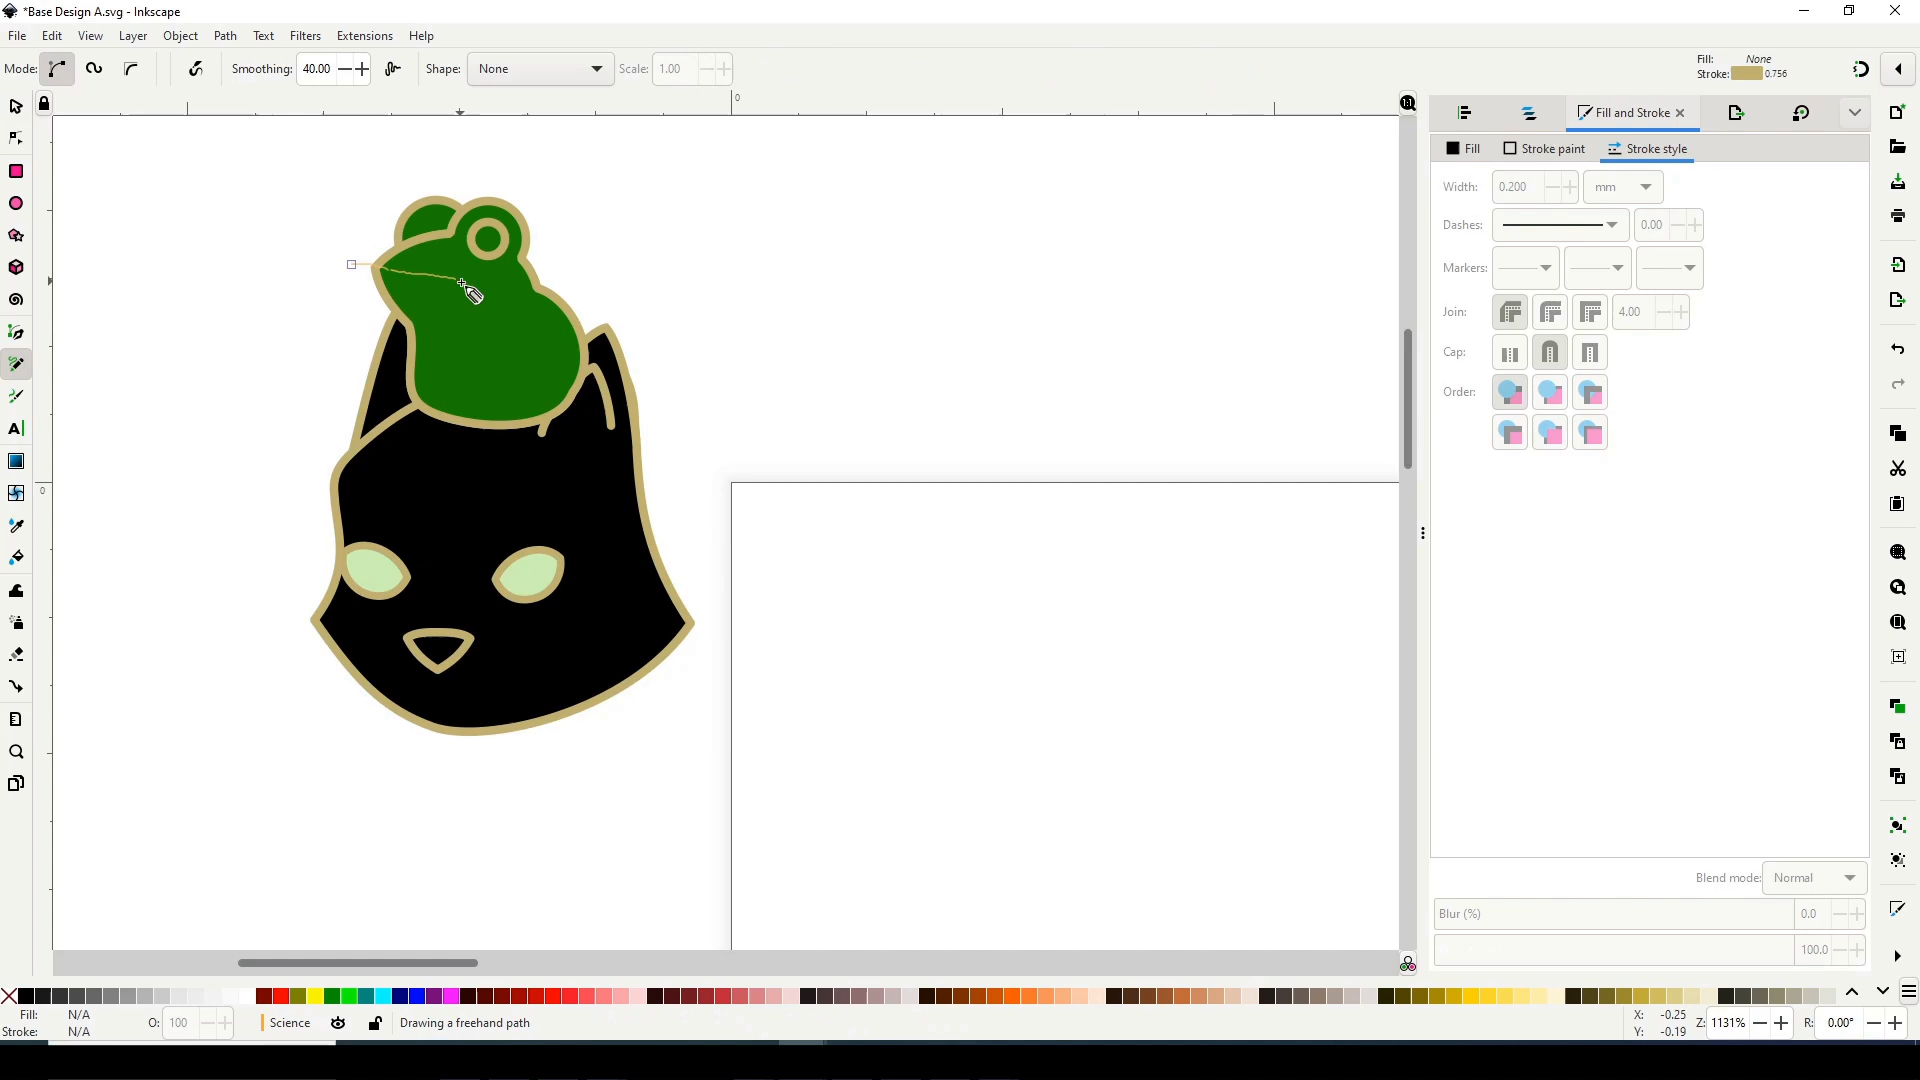 *Base Design A.svg - Inkscape
File Edit View Layer Object Path Text Filters Extensions Help
Mode: Smoothing: 40.00 Shape: None Scale: 1.00
Fill: None
Stroke: 0.756
0
Fill and Stroke
Fill Stroke paint Stroke style
Width: 0.200 mm
Dashes: 0.00
Markers:
Join: 4.00
Cap:
Order:
0
Blend mode: Normal
Blur (%) 0.0
100.0
Fill: N/A
Stroke: N/A
O: 100
Science
Drawing a freehand path
X: -0.25
Y: -0.19
Z: 1131%
R: 0.00°